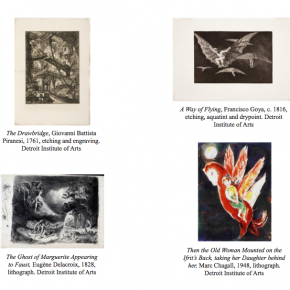 The Drawbridge, Giovanni Battista
Piranesi, 1761, etching and engraving.
Detroit Institute of Arts
A Way of Flying, Francisco Goya, c. 1816,
etching, aquatint and drypoint. Detroit
Institute of Arts
The Ghost of Marguerite Appearing
to Faust, Eugène Delacroix, 1828,
lithograph. Detroit Institute of Arts
Then the Old Woman Mounted on the
Ifrit's Back, taking her Daughter behind
her, Marc Chagall, 1948, lithograph.
Detroit Institute of Arts